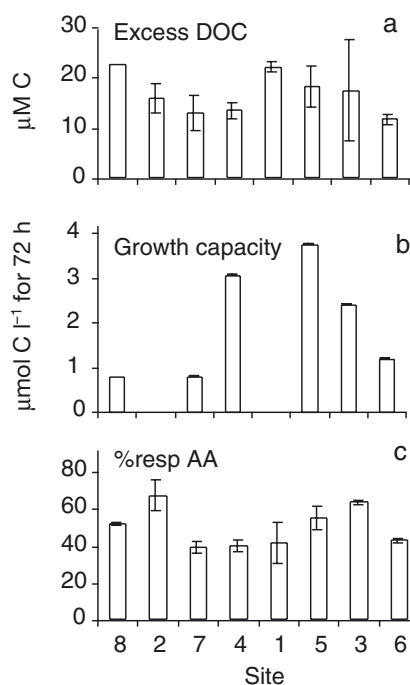 a
Excess DOC
30
20
10
0
µM C
b
Growth capacity
4
3
2
1
0
µmol C l⁻¹ for 72 h
c
%resp AA
80
60
40
20
0
8 2 7 4 1 5 3 6
Site